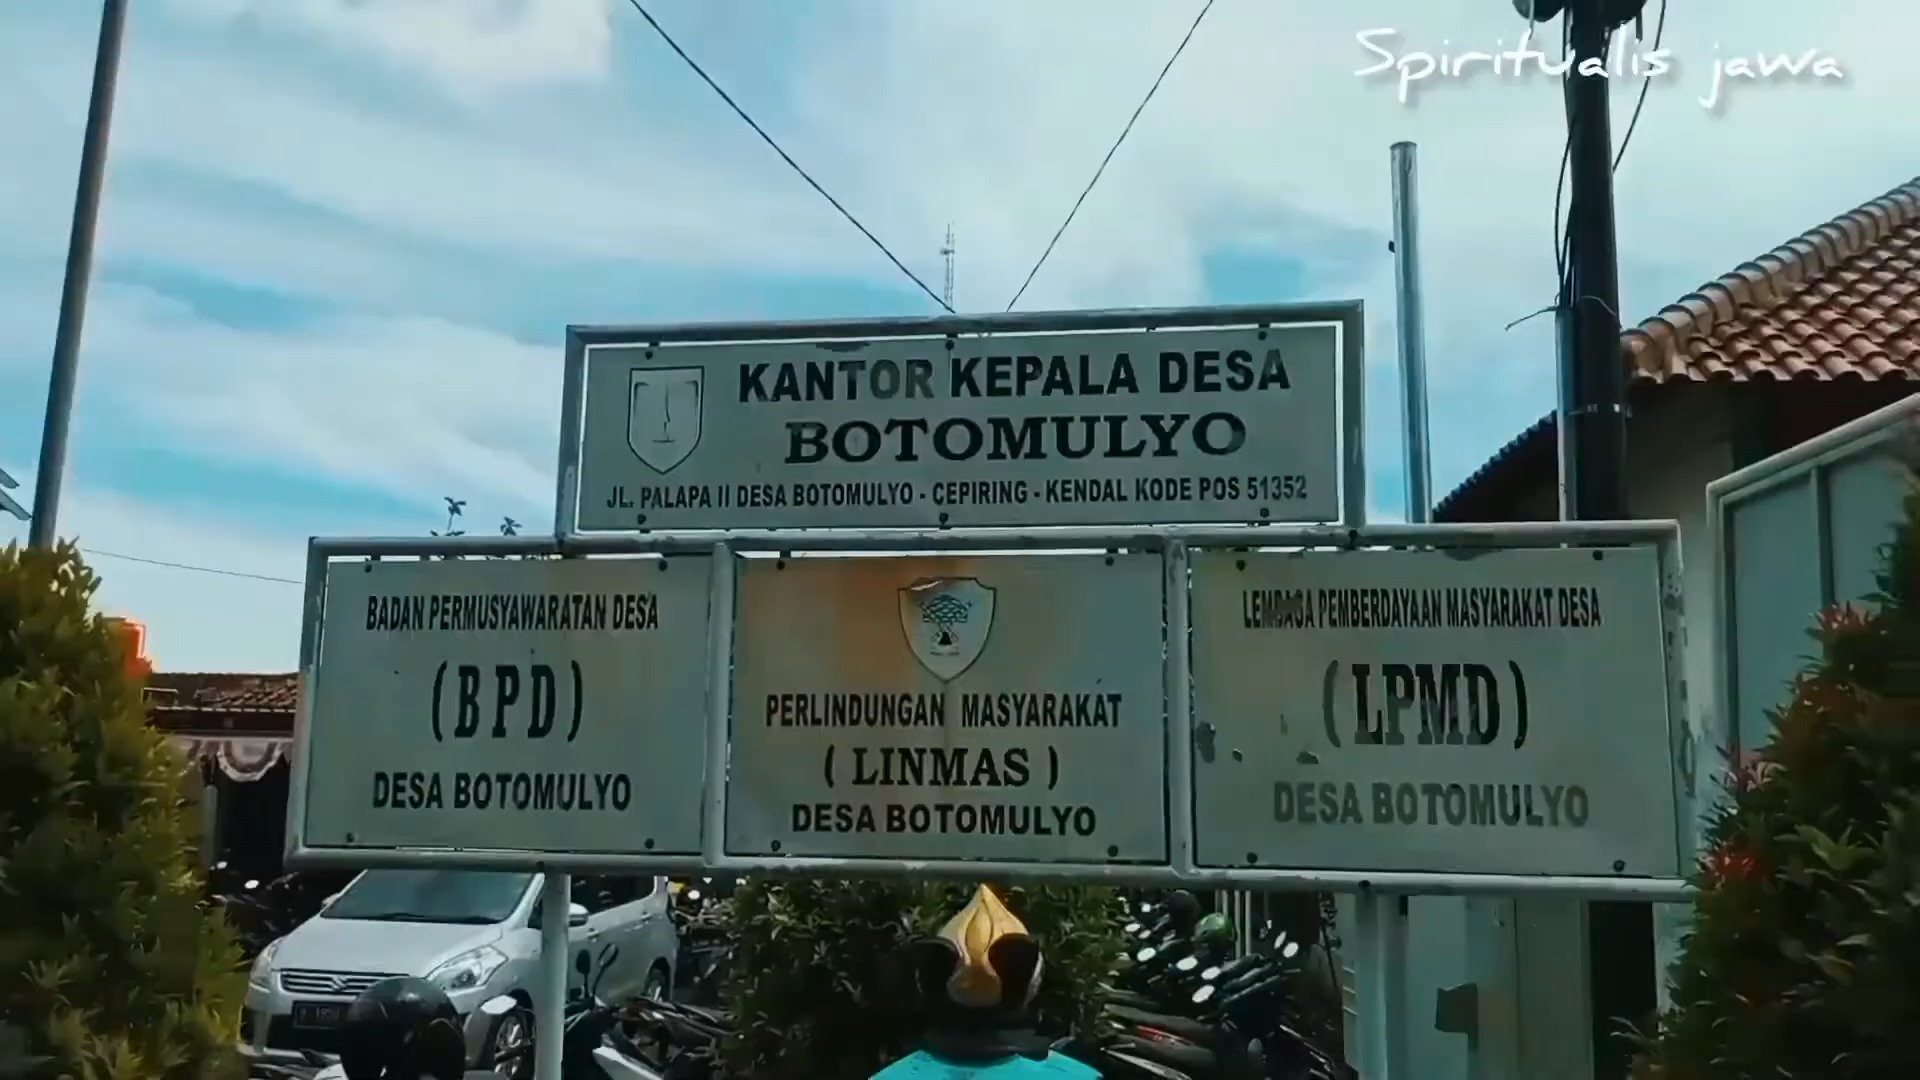 Spiritualis jawa
KANTOR KEPALA DESA
BOTOMULYO
JL. PALAPA II DESA BOTOMULYO - CEPIRING - KENDAL KODE POS 51352
BADAN PERMUSYAWARATAN DESA
(BPD)
DESA BOTOMULYO
PERLINDUNGAN MASYARAKAT
( LINMAS )
DESA BOTOMULYO
LEMBAGA PEMBERDAYAAN MASYARAKAT DESA
(LPMD)
DESA BOTOMULYO